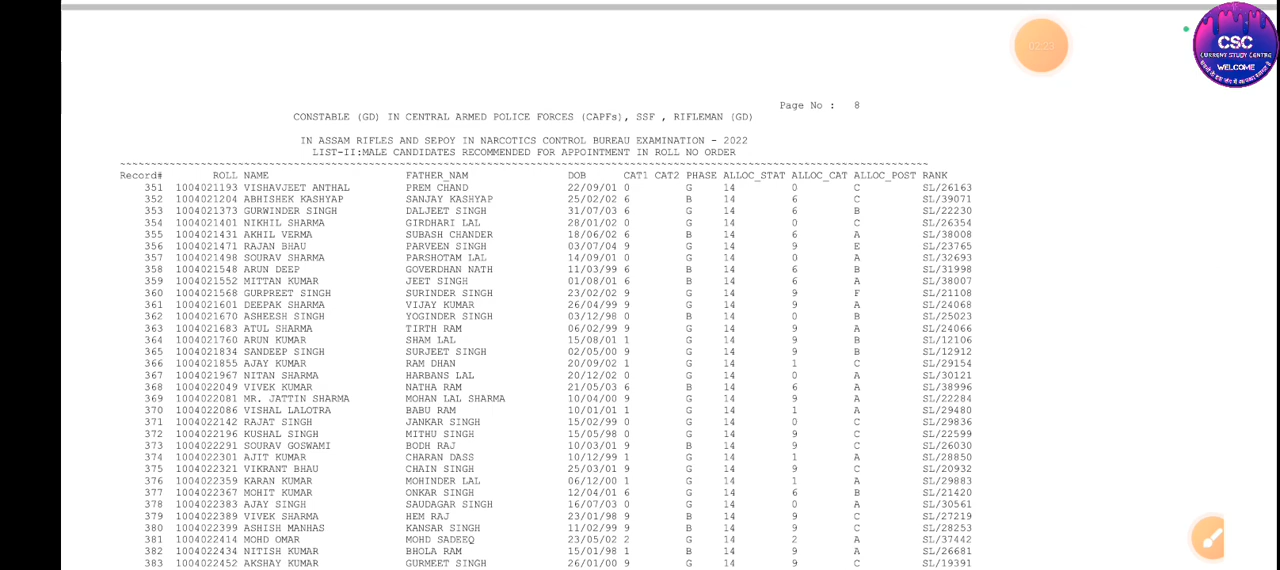 02:23
CSC
CURRENT STUDY CENTRE
WELCOME
Page No : 8
CONSTABLE (GD) IN CENTRAL ARMED POLICE FORCES (CAPFs), SSF , RIFLEMAN (GD)
IN ASSAM RIFLES AND SEPOY IN NARCOTICS CONTROL BUREAU EXAMINATION - 2022
LIST-II:MALE CANDIDATES RECOMMENDED FOR APPOINTMENT IN ROLL NO ORDER
Record# ROLL NAME FATHER_NAM DOB CAT1 CAT2 PHASE ALLOC_STAT ALLOC_CAT ALLOC_POST RANK
351 1004021193 VISHAVJEET ANTHAL PREM CHAND 22/09/01 0 G 14 0 C SL/26163
352 1004021204 ABHISHEK KASHYAP SANJAY KASHYAP 25/02/02 6 B 14 6 C SL/39071
353 1004021373 GURWINDER SINGH DALJEET SINGH 31/07/03 6 G 14 6 B SL/22230
354 1004021401 NIKHIL SHARMA GIRDHARI LAL 28/01/02 0 G 14 0 C SL/26354
355 1004021431 AKHIL VERMA SUBASH CHANDER 18/06/02 6 B 14 6 A SL/38008
356 1004021471 RAJAN BHAU PARVEEN SINGH 03/07/04 9 G 14 9 E SL/23765
357 1004021498 SOURAV SHARMA PARSHOTAM LAL 14/09/01 0 G 14 0 A SL/32693
358 1004021548 ARUN DEEP GOVERDHAN NATH 11/03/99 6 B 14 6 B SL/31998
359 1004021552 MITTAN KUMAR JEET SINGH 01/08/01 6 B 14 6 A SL/38007
360 1004021568 GURPREET SINGH SURINDER SINGH 23/02/02 9 G 14 9 F SL/21108
361 1004021601 DEEPAK SHARMA VIJAY KUMAR 26/04/99 9 G 14 9 A SL/24068
362 1004021670 ASHEESH SINGH YOGINDER SINGH 03/12/98 0 B 14 0 B SL/25023
363 1004021683 ATUL SHARMA TIRTH RAM 06/02/99 9 G 14 9 A SL/24066
364 1004021760 ARUN KUMAR SHAM LAL 15/08/01 1 G 14 9 B SL/12106
365 1004021834 SANDEEP SINGH SURJEET SINGH 02/05/00 9 G 14 9 B SL/12912
366 1004021855 AJAY KUMAR RAM DHAN 20/09/02 1 G 14 1 C SL/29154
367 1004021967 NITAN SHARMA HARBANS LAL 20/12/02 0 G 14 0 A SL/30121
368 1004022049 VIVEK KUMAR NATHA RAM 21/05/03 6 B 14 6 A SL/38996
369 1004022081 MR. JATTIN SHARMA MOHAN LAL SHARMA 10/04/00 9 G 14 9 A SL/22284
370 1004022086 VISHAL LALOTRA BABU RAM 10/01/01 1 G 14 1 A SL/29480
371 1004022142 RAJAT SINGH JANKAR SINGH 15/02/99 0 G 14 0 C SL/29836
372 1004022196 KUSHAL SINGH MITHU SINGH 15/05/98 0 G 14 9 C SL/22599
373 1004022291 SOURAV GOSWAMI BODH RAJ 10/03/01 9 B 14 9 C SL/26030
374 1004022301 AJIT KUMAR CHARAN DASS 10/12/99 1 G 14 1 A SL/28850
375 1004022321 VIKRANT BHAU CHAIN SINGH 25/03/01 9 G 14 9 C SL/20932
376 1004022359 KARAN KUMAR MOHINDER LAL 06/12/00 1 G 14 1 A SL/29883
377 1004022367 MOHIT KUMAR ONKAR SINGH 12/04/01 6 G 14 6 B SL/21420
378 1004022383 AJAY SINGH SAUDAGAR SINGH 16/07/03 0 G 14 0 A SL/30561
379 1004022389 VIVEK SHARMA HEM RAJ 23/01/98 9 B 14 9 C SL/27219
380 1004022399 ASHISH MANHAS KANSAR SINGH 11/02/99 9 B 14 9 C SL/28253
381 1004022414 MOHD OMAR MOHD SADEEQ 23/05/02 2 G 14 2 A SL/37442
382 1004022434 NITISH KUMAR BHOLA RAM 15/01/98 1 B 14 9 A SL/26681
383 1004022452 AKSHAY KUMAR GURMEET SINGH 26/01/00 9 G 14 9 C SL/19391